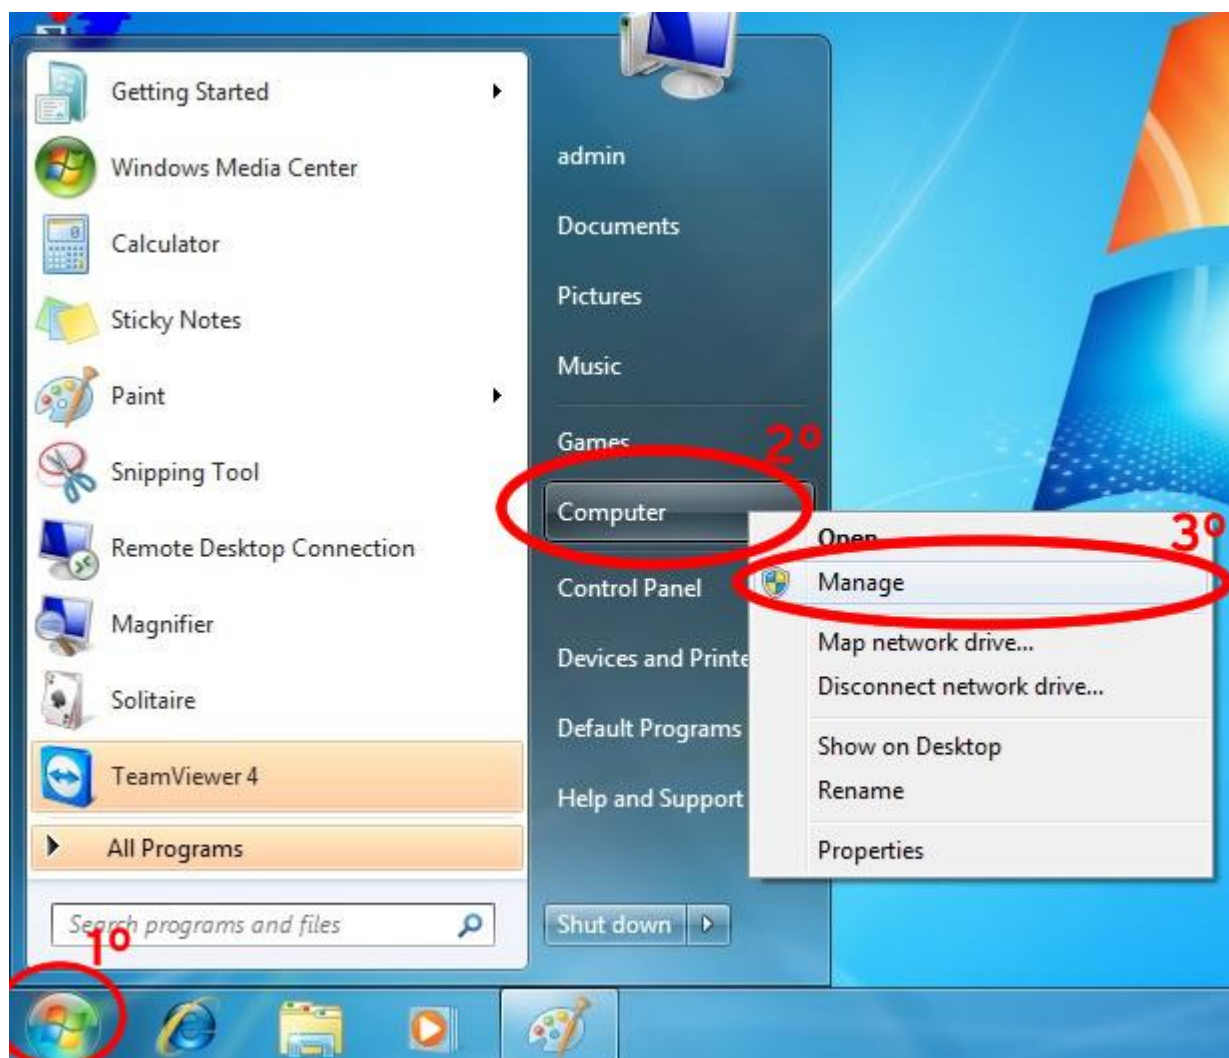 Getting Started
Windows Media Center
Calculator
Sticky Notes
Paint
Snipping Tool
Remote Desktop Connection
Magnifier
Solitaire
TeamViewer 4
All Programs
Search programs and files
1º
admin
Documents
Pictures
Music
Games
2º
Computer
Control Panel
Devices and Printe
Default Programs
Help and Support
Shut down
Open
3º
Manage
Map network drive...
Disconnect network drive...
Show on Desktop
Rename
Properties